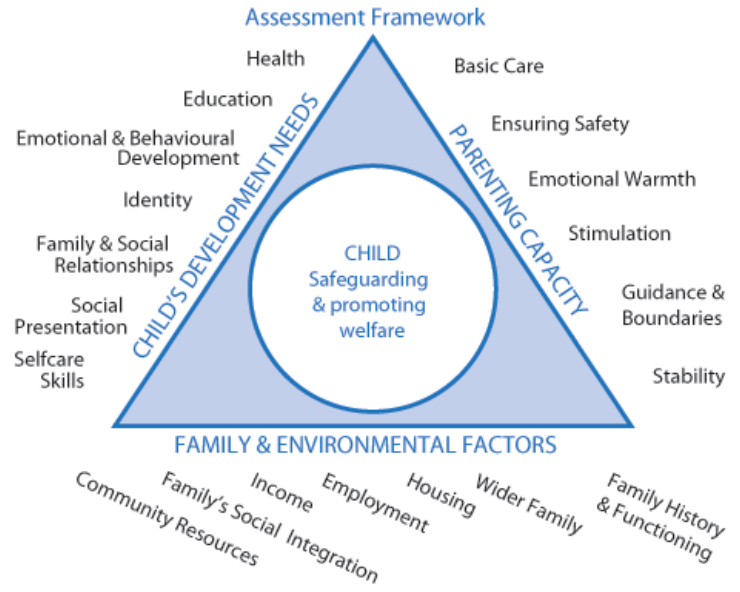 Assessment Framework
Health
Education
Emotional & Behavioural
Development
Identity
Family & Social
Relationships
Social
Presentation
Selfcare
Skills
CHILD'S DEVELOPMENT NEEDS
CHILD
Safeguarding
& promoting
welfare
PARENTING CAPACITY
Basic Care
Ensuring Safety
Emotional Warmth
Stimulation
Guidance &
Boundaries
Stability
FAMILY & ENVIRONMENTAL FACTORS
Community Resources
Family's Social Integration
Income
Employment
Housing
Wider Family
Family History
& Functioning